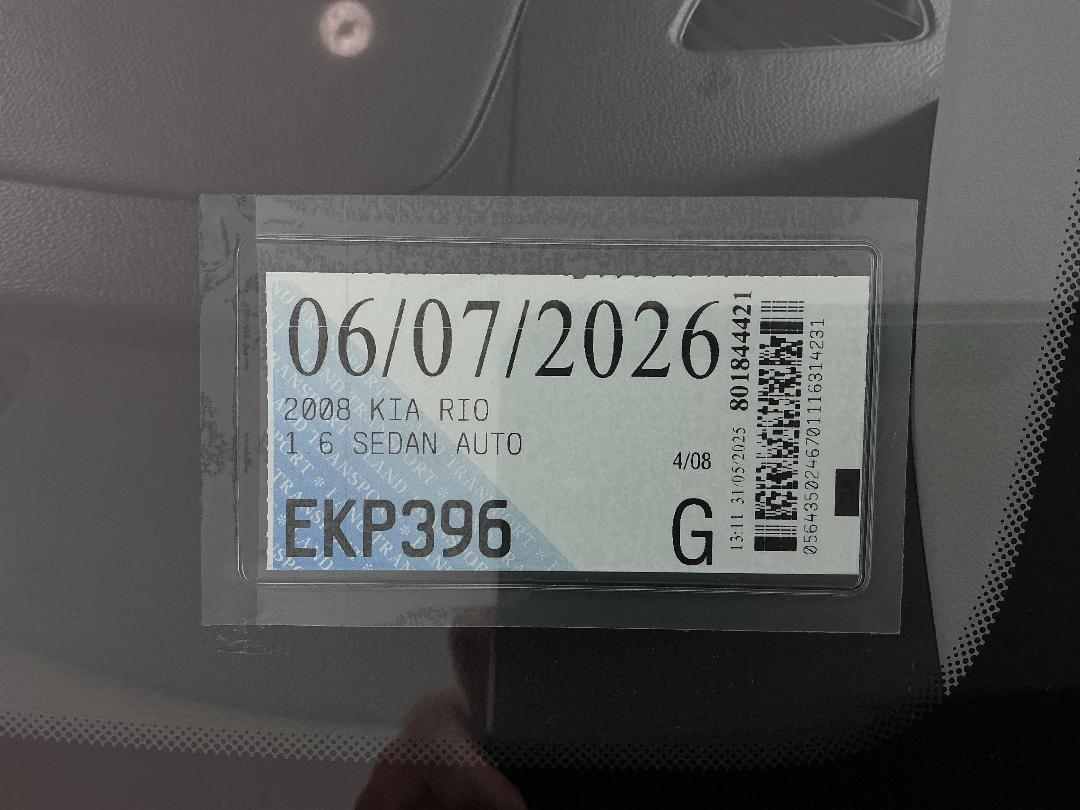 06/07/2026
2008 KIA RIO
1.6 SEDAN AUTO
4/08
EKP396
G
13:11 31/05/2025 801844421
05643502467011116314231